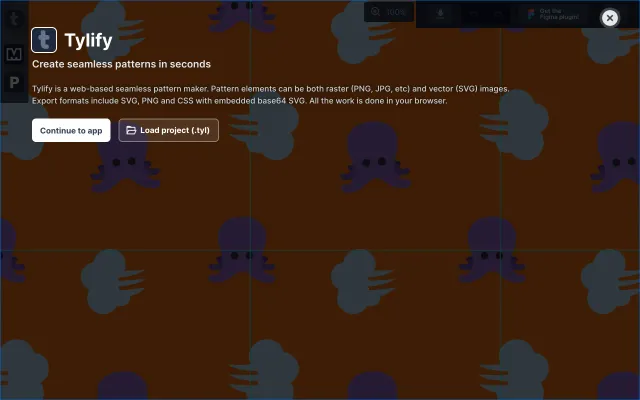 100%
Get the
Figma plugin!
t
Tylify
Create seamless patterns in seconds
Tylify is a web-based seamless pattern maker. Pattern elements can be both raster (PNG, JPG, etc) and vector (SVG) images.
Export formats include SVG, PNG and CSS with embedded base64 SVG. All the work is done in your browser.
Continue to app
Load project (.tyl)
t
M
P